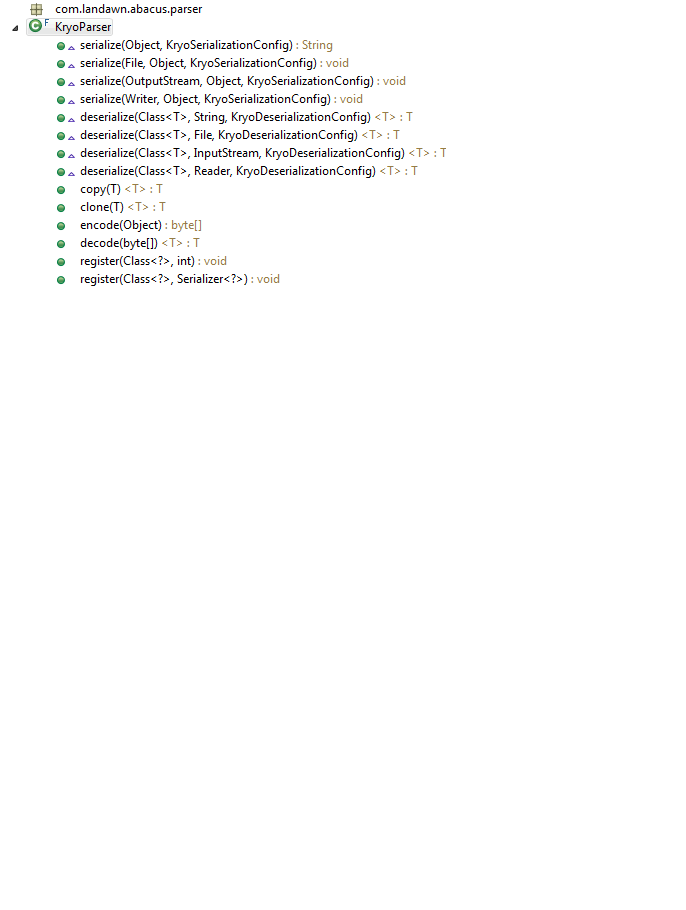 com.landawn.abacus.parser
F KryoParser
serialize(Object, KryoSerializationConfig) : String
serialize(File, Object, KryoSerializationConfig) : void
serialize(OutputStream, Object, KryoSerializationConfig) : void
serialize(Writer, Object, KryoSerializationConfig) : void
deserialize(Class<T>, String, KryoDeserializationConfig) <T> : T
deserialize(Class<T>, File, KryoDeserializationConfig) <T> : T
deserialize(Class<T>, InputStream, KryoDeserializationConfig) <T> : T
deserialize(Class<T>, Reader, KryoDeserializationConfig) <T> : T
copy(T) <T> : T
clone(T) <T> : T
encode(Object) : byte[]
decode(byte[]) <T> : T
register(Class<?>, int) : void
register(Class<?>, Serializer<?>) : void